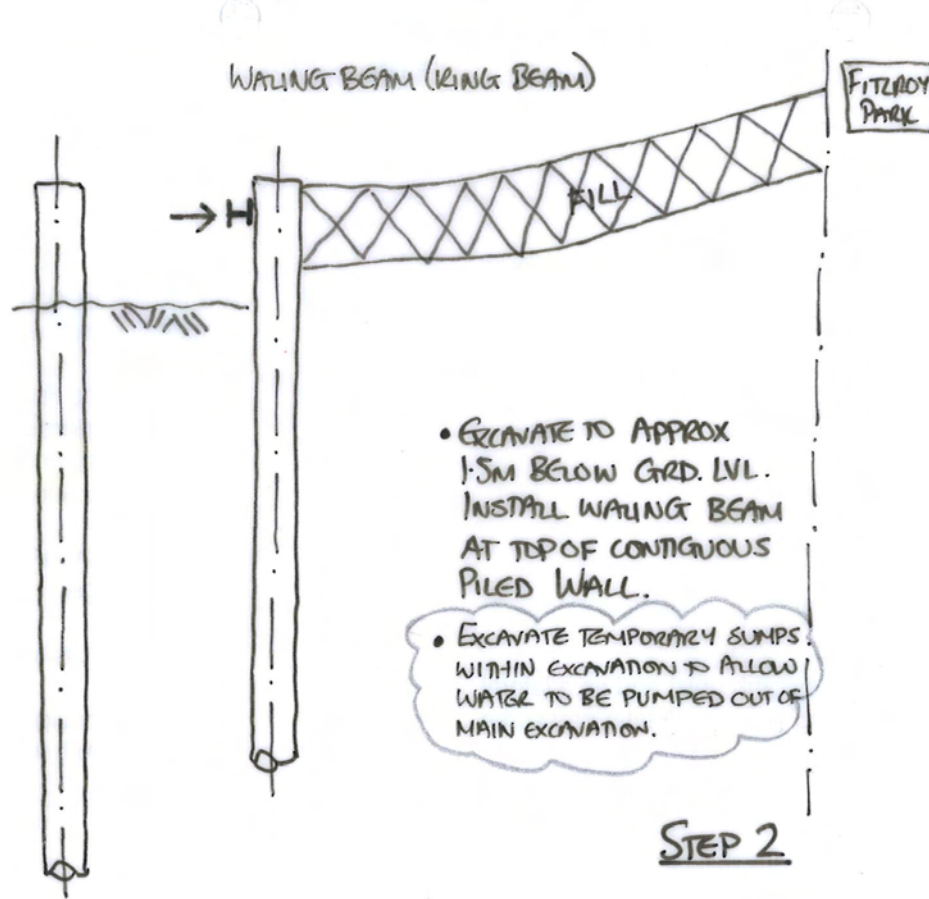 WALING BEAM (RING BEAM)
FITZROY
PARK
FILL
• EXCAVATE TO APPROX
1.5M BELOW GRD. LVL.
INSTALL WALING BEAM
AT TOP OF CONTIGUOUS
PILED WALL.
• EXCAVATE TEMPORARY SUMPS
WITHIN EXCAVATION TO ALLOW
WATER TO BE PUMPED OUT OF
MAIN EXCAVATION.
STEP 2